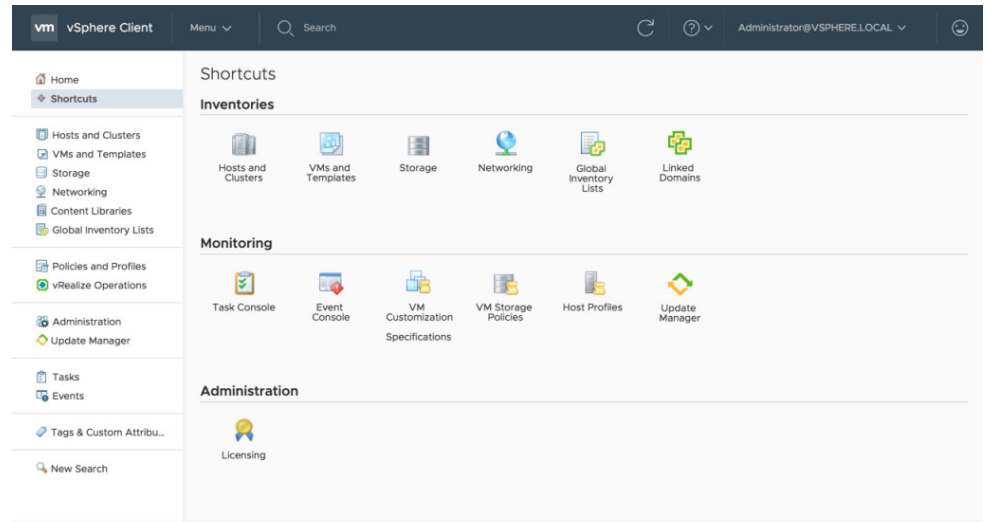 vm vSphere Client Menu Search Administrator@VSPHERE.LOCAL
Home
Shortcuts
Hosts and Clusters
VMs and Templates
Storage
Networking
Content Libraries
Global Inventory Lists
Policies and Profiles
vRealize Operations
Administration
Update Manager
Tasks
Events
Tags & Custom Attribu...
New Search
Shortcuts
Inventories
Hosts and
Clusters
VMs and
Templates
Storage
Networking
Global
Inventory
Lists
Linked
Domains
Monitoring
Task Console
Event
Console
VM
Customization
Specifications
VM Storage
Policies
Host Profiles
Update
Manager
Administration
Licensing